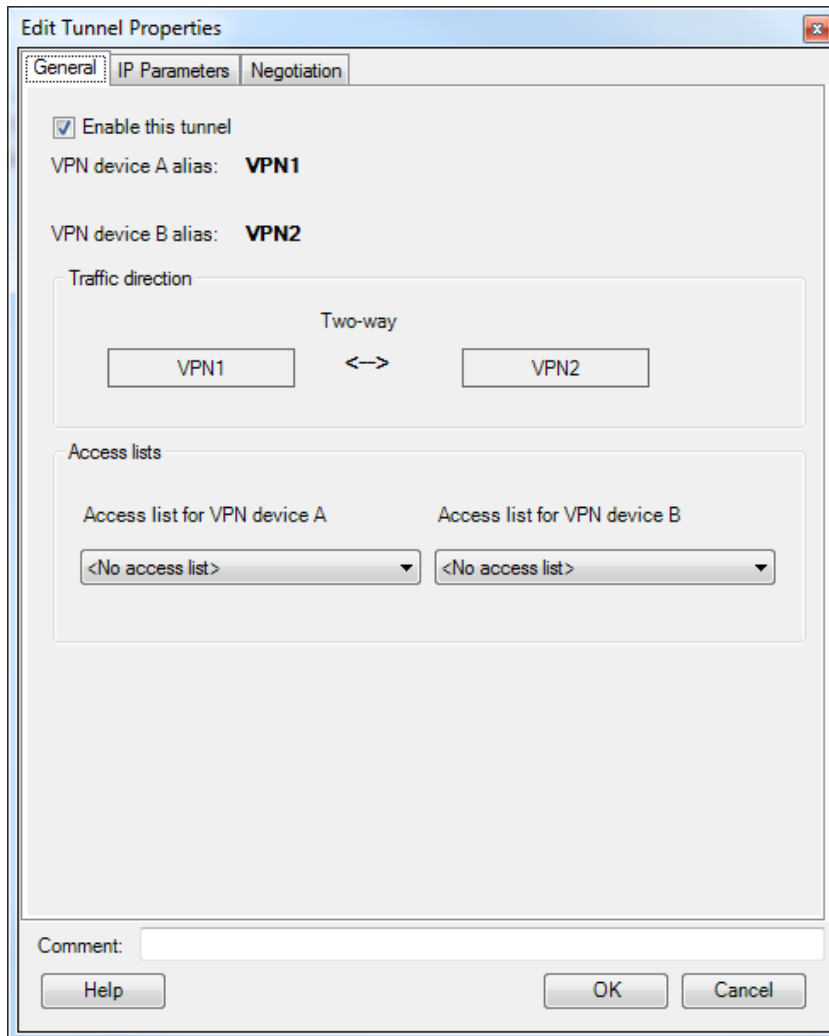 Edit Tunnel Properties
General IP Parameters Negotiation
Enable this tunnel
VPN device A alias: VPN1
VPN device B alias: VPN2
Traffic direction
Two-way
VPN1 <--> VPN2
Access lists
Access list for VPN device A Access list for VPN device B
<No access list> <No access list>
Comment:
Help OK Cancel